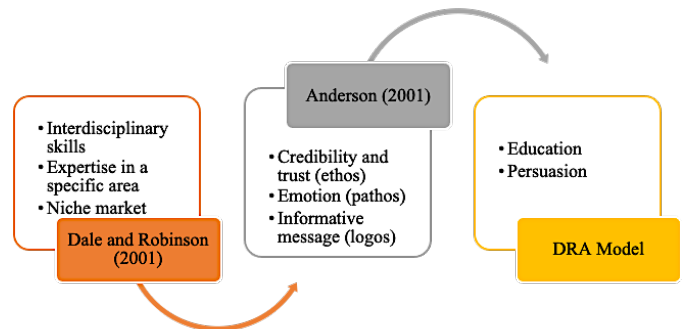 • Interdisciplinary
skills
• Expertise in a
specific area
• Niche market
Dale and Robinson
(2001)
Anderson (2001)
• Credibility and
trust (ethos)
• Emotion (pathos)
• Informative
message (logos)
• Education
• Persuasion
DRA Model